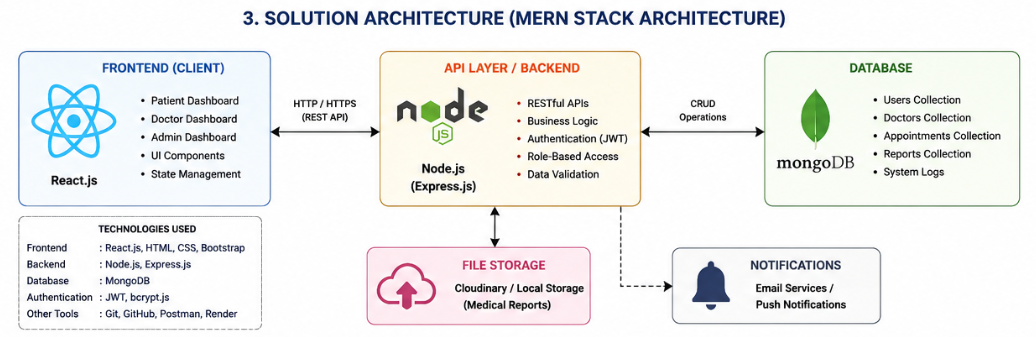 3. SOLUTION ARCHITECTURE (MERN STACK ARCHITECTURE)
FRONTEND (CLIENT)
• Patient Dashboard
• Doctor Dashboard
• Admin Dashboard
• UI Components
• State Management
React.js
HTTP / HTTPS
(REST API)
API LAYER / BACKEND
node
JS
Node.js
(Express.js)
• RESTful APIs
• Business Logic
• Authentication (JWT)
• Role-Based Access
• Data Validation
CRUD
Operations
DATABASE
mongoDB
• Users Collection
• Doctors Collection
• Appointments Collection
• Reports Collection
• System Logs
TECHNOLOGIES USED
Frontend : React.js, HTML, CSS, Bootstrap
Backend : Node.js, Express.js
Database : MongoDB
Authentication : JWT, bcrypt.js
Other Tools : Git, GitHub, Postman, Render
FILE STORAGE
Cloudinary / Local Storage
(Medical Reports)
NOTIFICATIONS
Email Services /
Push Notifications